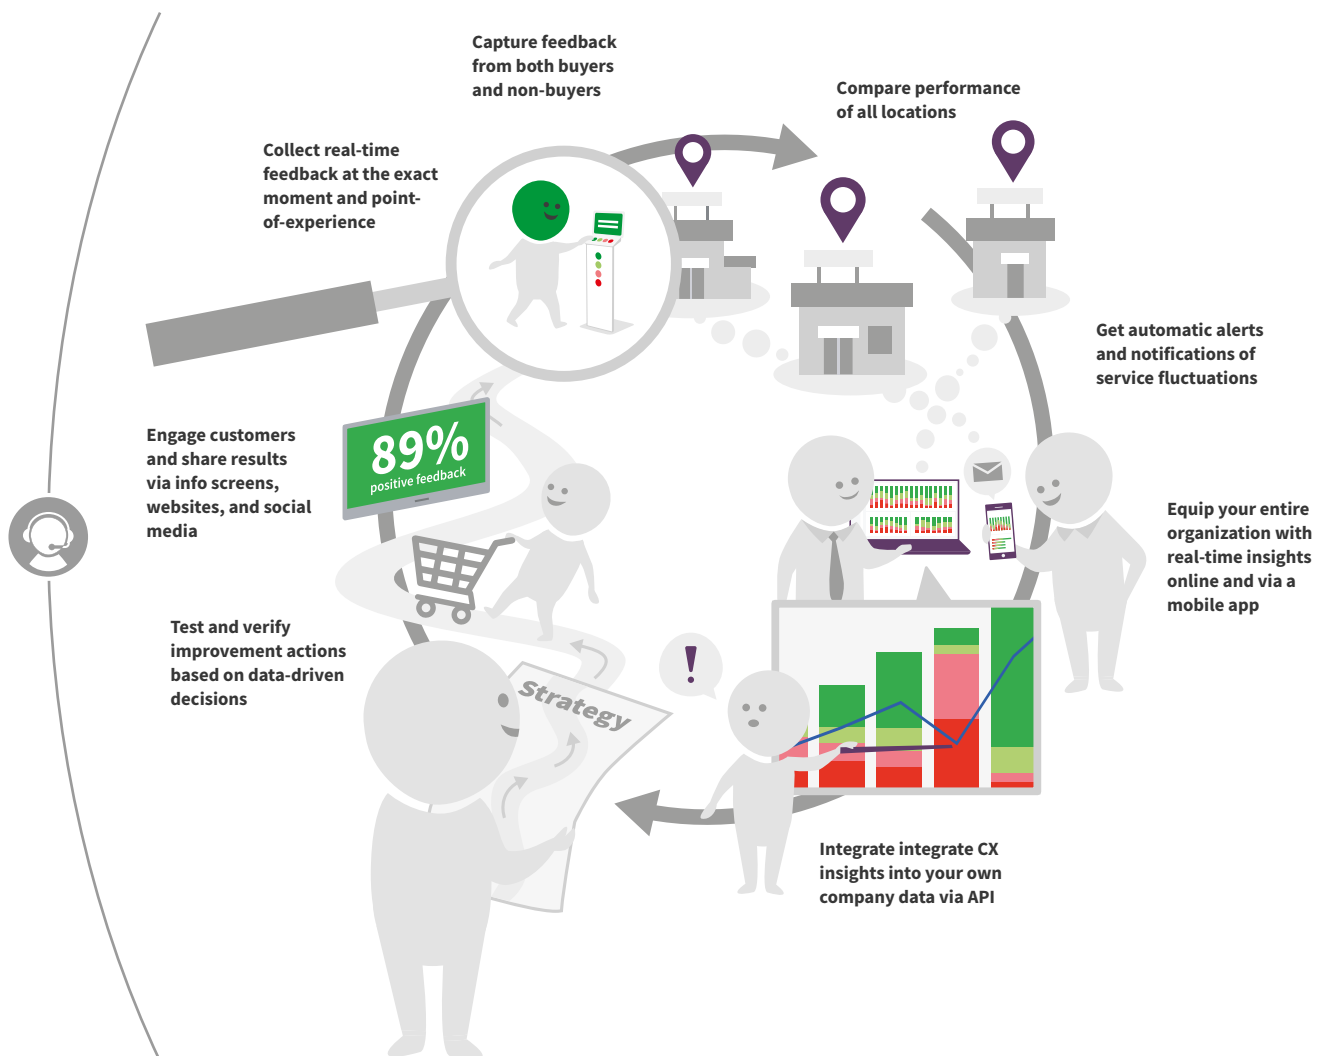 Capture feedback
from both buyers
and non-buyers
Compare performance
of all locations
Collect real-time
feedback at the exact
moment and point-
of-experience
Get automatic alerts
and notifications of
service fluctuations
Engage customers
and share results
via info screens,
websites, and social
media
89%
positive feedback
Equip your entire
organization with
real-time insights
online and via a
mobile app
Test and verify
improvement actions
based on data-driven
decisions
strategy
!
Integrate integrate CX
insights into your own
company data via API